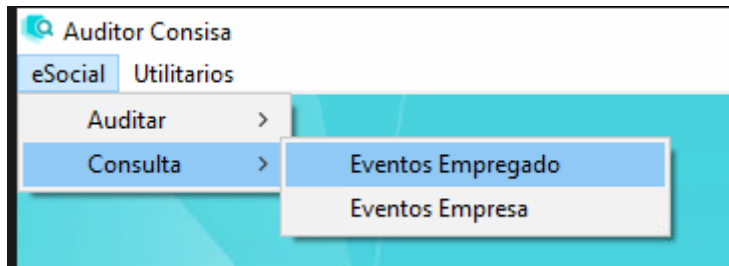 Auditor Consisa
eSocial Utilitarios
Auditar
Consulta
Eventos Empregado
Eventos Empresa